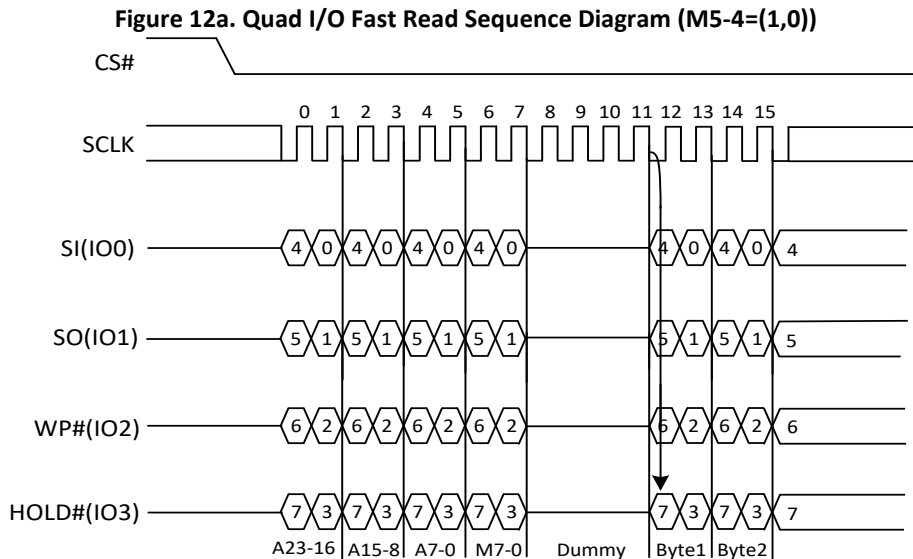 Figure 12a. Quad I/O Fast Read Sequence Diagram (M5-4=(1,0))
CS#
0 1 2 3 4 5 6 7 8 9 10 11 12 13 14 15
SCLK
SI(IO0) 4 0 4 0 4 0 4 0 4 0 4 0 4
SO(IO1) 5 1 5 1 5 1 5 1 5 1 5 1 5
WP#(IO2) 6 2 6 2 6 2 6 2 6 2 6 2 6
HOLD#(IO3) 7 3 7 3 7 3 7 3 7 3 7 3 7
A23-16 A15-8 A7-0 M7-0 Dummy Byte1 Byte2